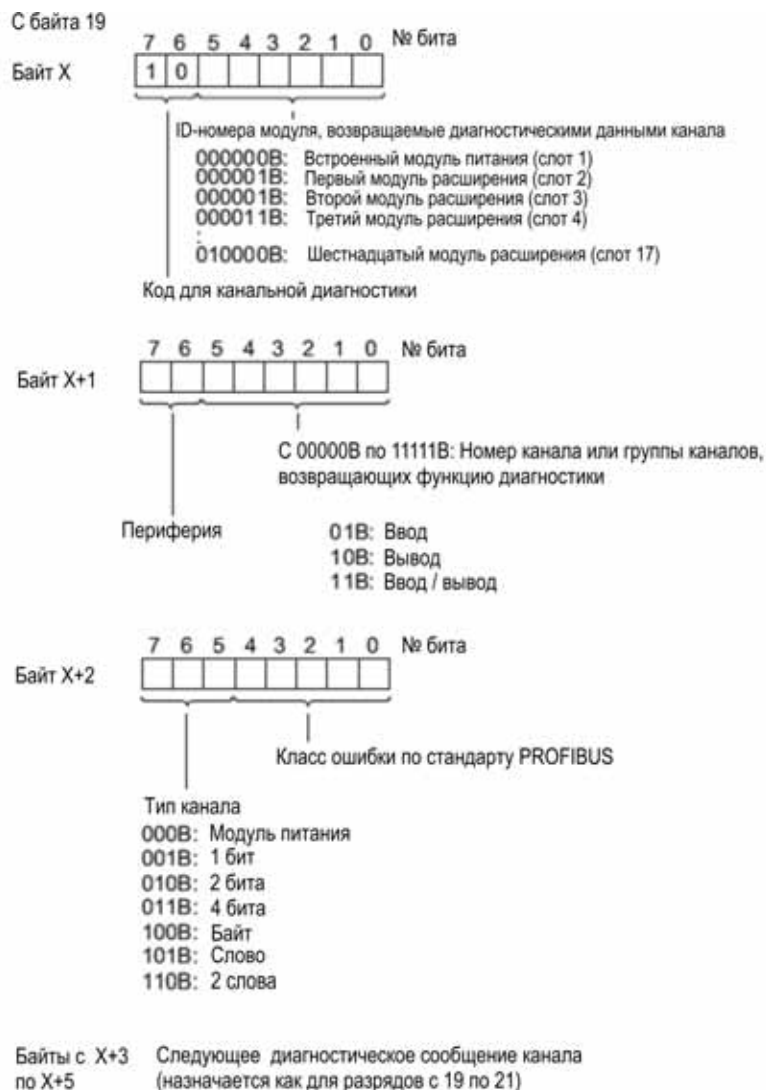 С байта 19
7 6 5 4 3 2 1 0 № бита
Байт X 1 0
ID-номера модуля, возвращаемые диагностическими данными канала
000000B: Встроенный модуль питания (слот 1)
000001B: Первый модуль расширения (слот 2)
000001B: Второй модуль расширения (слот 3)
000011B: Третий модуль расширения (слот 4)
:
010000B: Шестнадцатый модуль расширения (слот 17)
Код для канальной диагностики
7 6 5 4 3 2 1 0 № бита
Байт X+1
С 00000B по 11111B: Номер канала или группы каналов,
возвращающих функцию диагностики
Периферия
01B: Ввод
10B: Вывод
11B: Ввод / вывод
7 6 5 4 3 2 1 0 № бита
Байт X+2
Класс ошибки по стандарту PROFIBUS
Тип канала
000B: Модуль питания
001B: 1 бит
010B: 2 бита
011B: 4 бита
100B: Байт
101B: Слово
110B: 2 слова
Байты с X+3 Следующее диагностическое сообщение канала
по X+5 (назначается как для разрядов с 19 по 21)